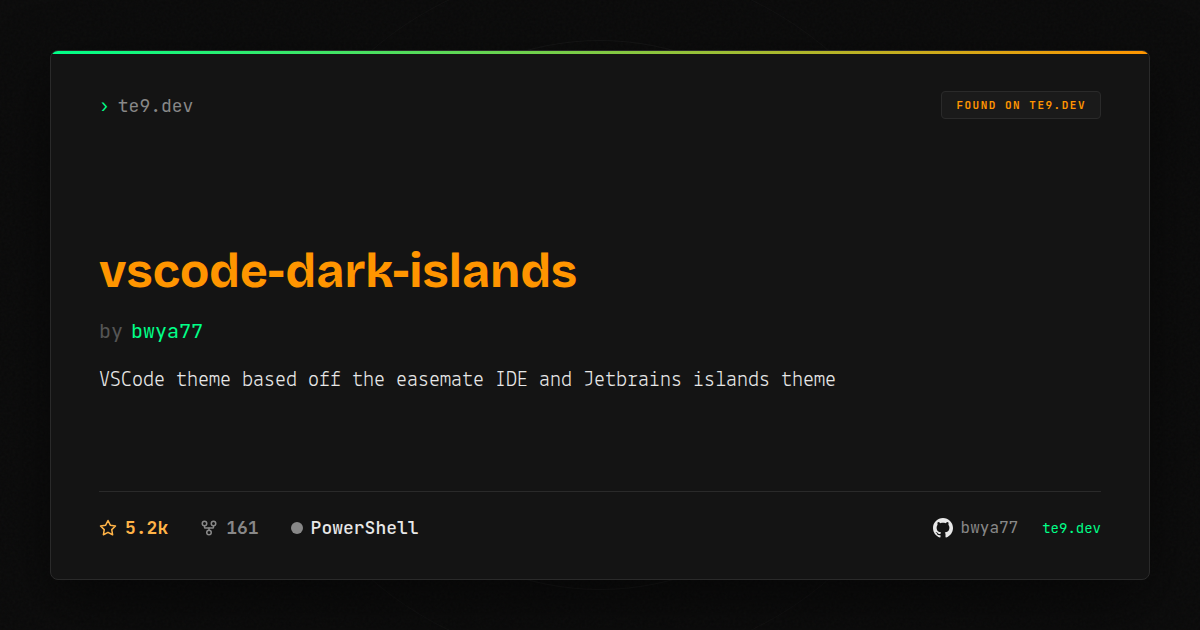 › te9.dev
FOUND ON TE9.DEV
vscode-dark-islands
by bwya77
VSCode theme based off the easemate IDE and Jetbrains islands theme
5.2k 161 PowerShell
bwya77 te9.dev